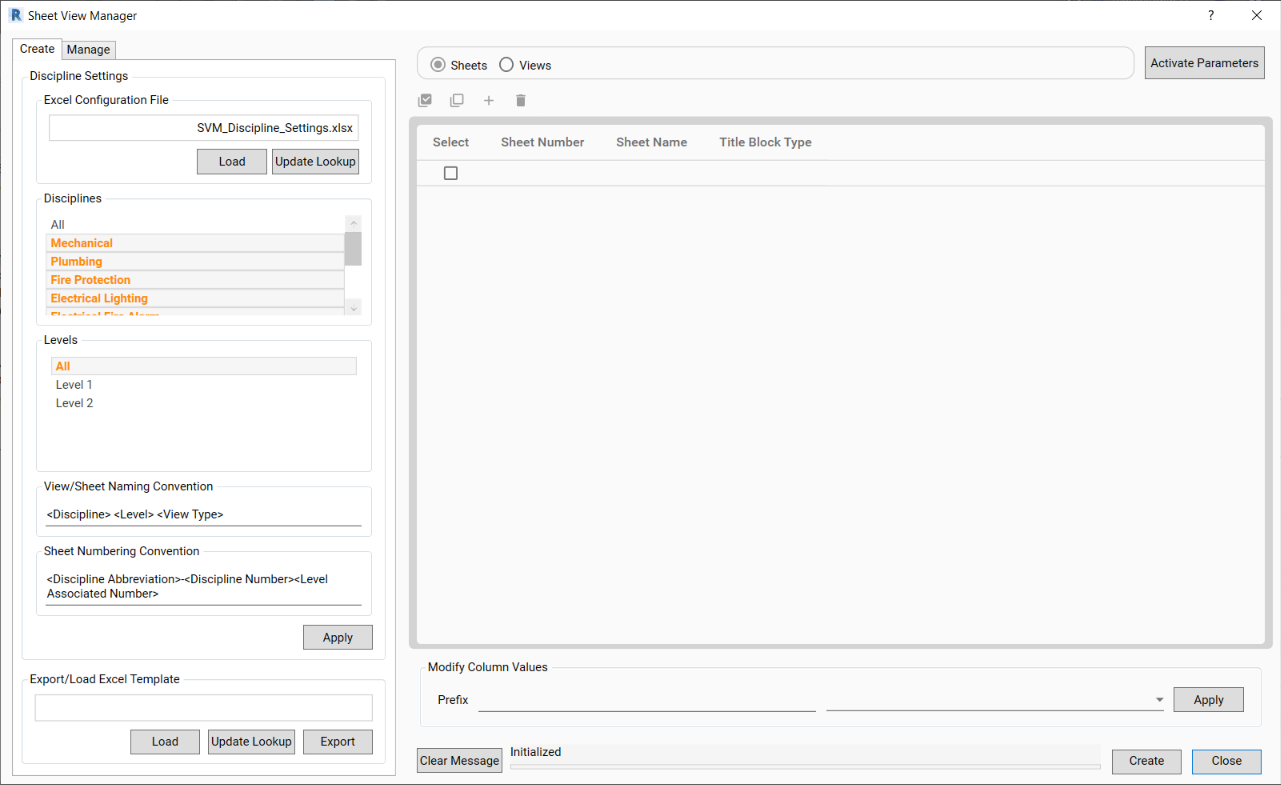 R Sheet View Manager
?
Create
Manage
Discipline Settings
Excel Configuration File
SVM_Discipline_Settings.xlsx
Load
Update Lookup
Disciplines
All
Mechanical
Plumbing
Fire Protection
Electrical Lighting
Electrical Fire Alarm
Levels
All
Level 1
Level 2
View/Sheet Naming Convention
<Discipline> <Level> <View Type>
Sheet Numbering Convention
<Discipline Abbreviation>-<Discipline Number><Level
Associated Number>
Apply
Export/Load Excel Template
Load
Update Lookup
Export
Sheets
Views
Activate Parameters
Select
Sheet Number
Sheet Name
Title Block Type
Modify Column Values
Prefix
Apply
Clear Message
Initialized
Create
Close